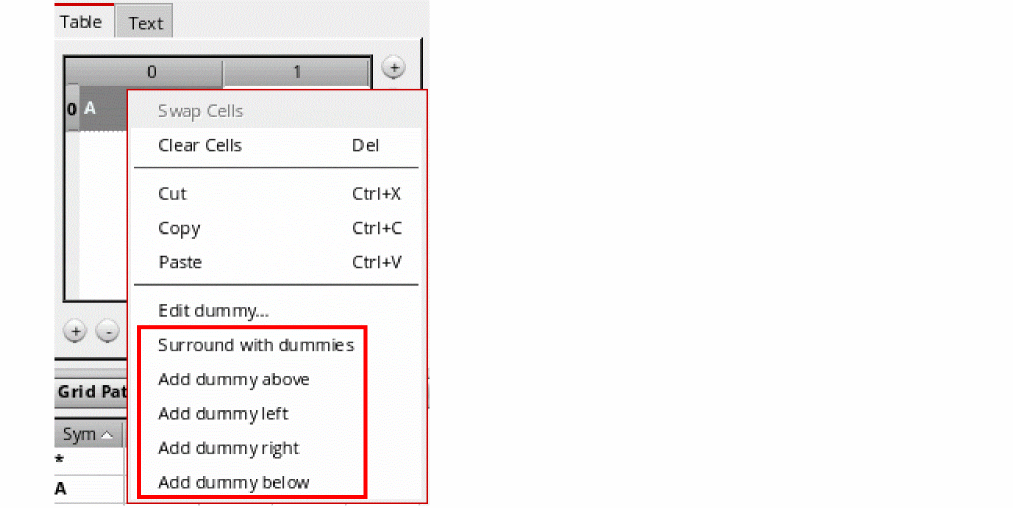 Table Text
0 1 +
0 A
Swap Cells
Clear Cells Del
Cut Ctrl+X
Copy Ctrl+C
Paste Ctrl+V
Edit dummy...
+ - Surround with dummies
Add dummy above
Grid Pat
Add dummy left
Sym
Add dummy right
*
A Add dummy below